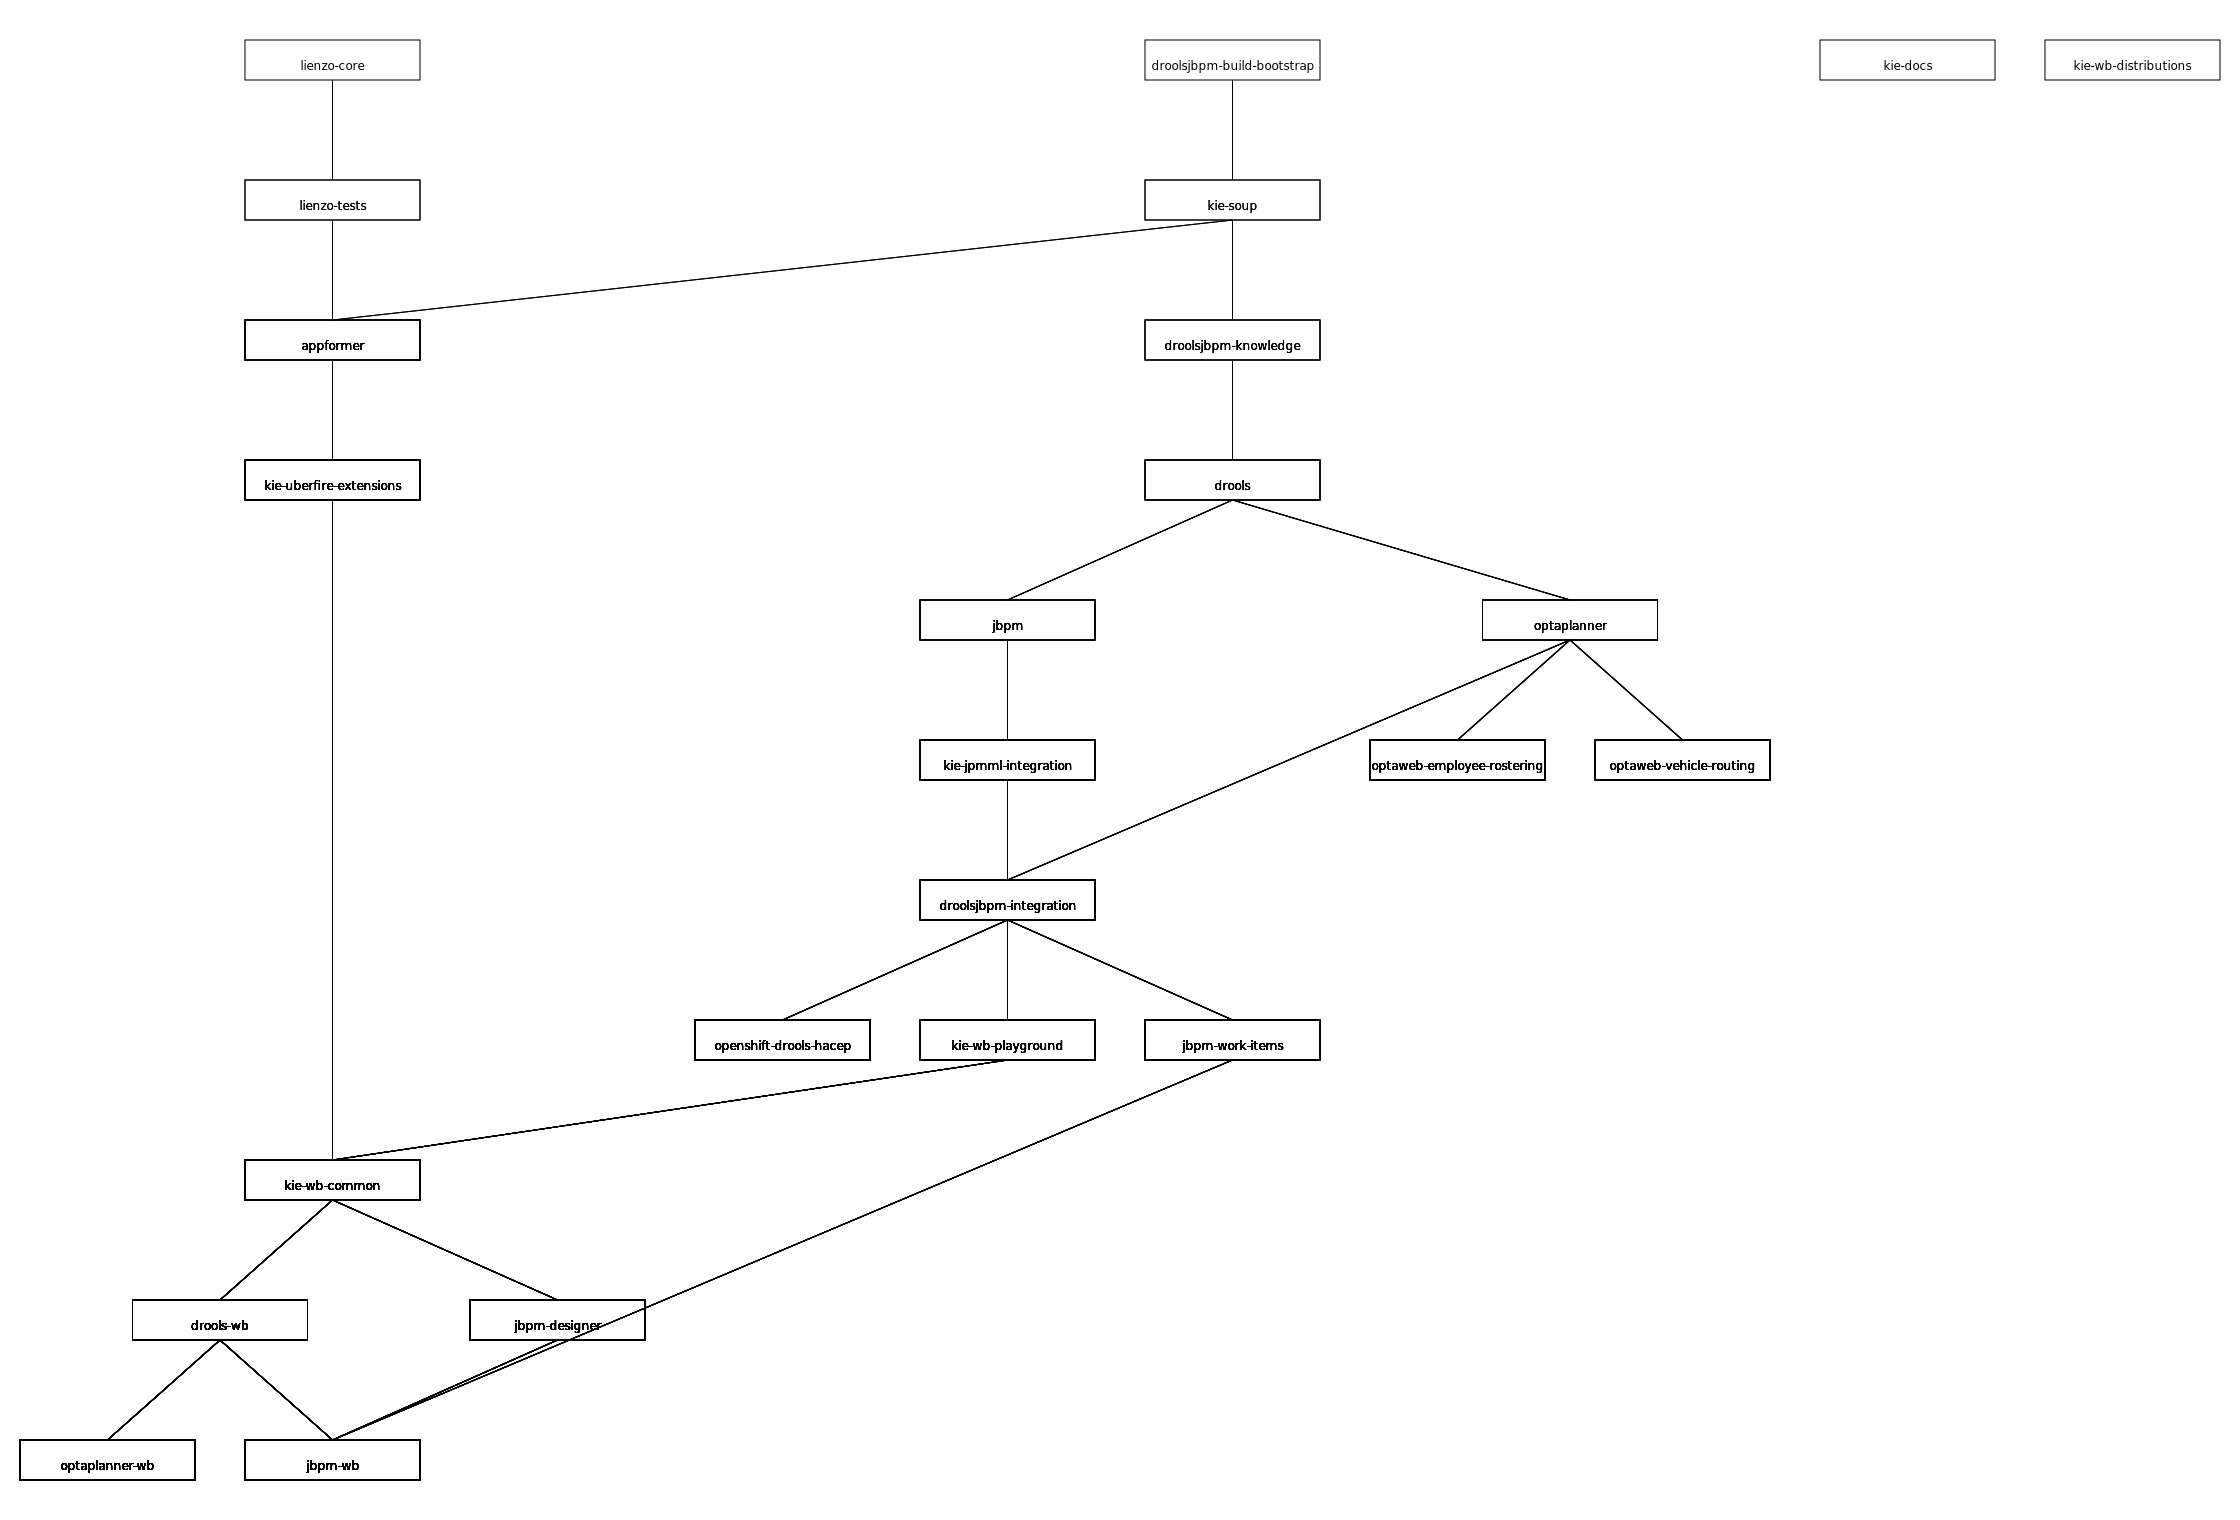 lienzo-core
droolsjbpm-build-bootstrap
kie-docs
kie-wb-distributions
lienzo-tests
kie-soup
appformer
droolsjbpm-knowledge
kie-uberfire-extensions
drools
jbpm
optaplanner
kie-jpmml-integration
optaweb-employee-rostering
optaweb-vehicle-routing
droolsjbpm-integration
openshift-drools-hacep
kie-wb-playground
jbpm-work-items
kie-wb-common
drools-wb
jbpm-designer
optaplanner-wb
jbpm-wb